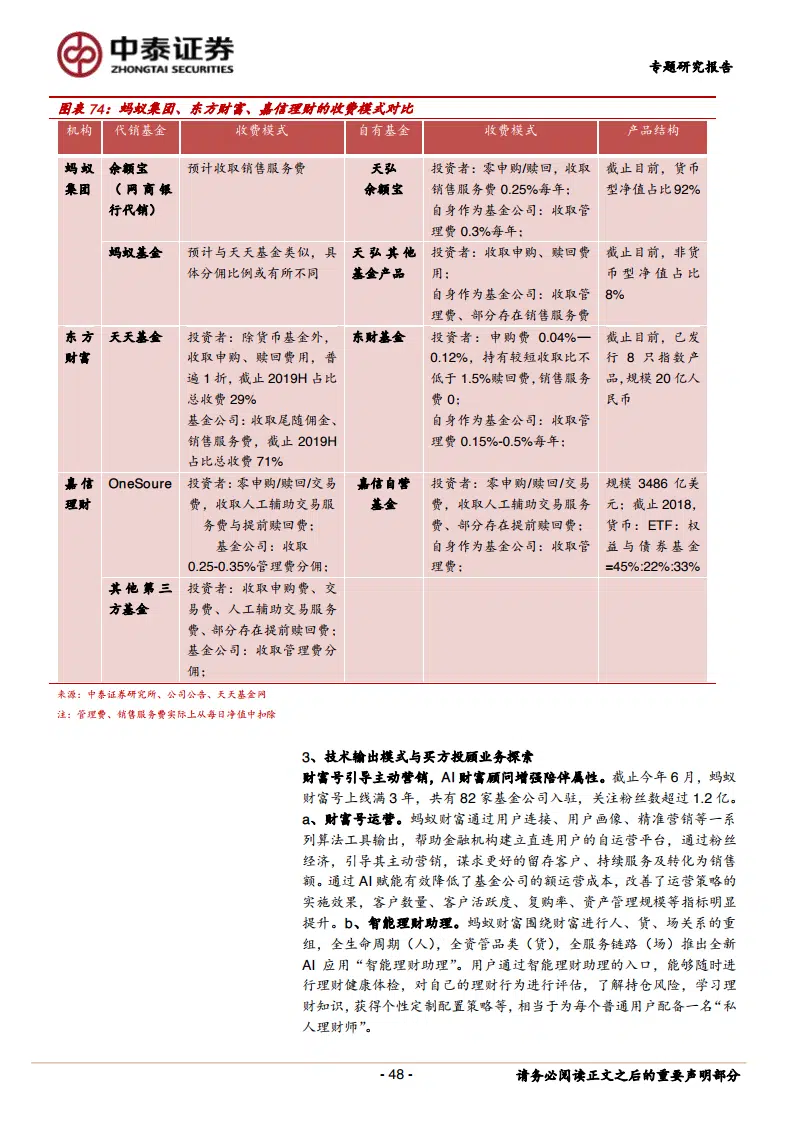 中泰证券
ZHONGTAI SECURITIES
专题研究报告
图表 74：蚂蚁集团、东方财富、嘉信理财的收费模式对比
机构 代销基金 收费模式 自有基金 收费模式 产品结构
蚂蚁
集团
余额宝
（网商银
行代销）
预计收取销售服务费
天弘
余额宝
投资者：零申购/赎回，收取
销售服务费 0.25%每年；
自身作为基金公司：收取管
理费 0.3%每年；
截止目前，货币
型净值占比 92%
蚂蚁基金
预计与天天基金类似，具
体分佣比例或有所不同
天弘其他
基金产品
投资者：收取申购、赎回费
用；
自身作为基金公司：收取管
理费、部分存在销售服务费
截止目前，非货
币型净值占比
8%
东方
财富
天天基金
投资者：除货币基金外，
收取申购、赎回费用，普
遍 1 折，截止 2019H 占比
总收费 29%
基金公司：收取尾随佣金、
销售服务费，截止 2019H
占比总收费 71%
东财基金
投资者：申购费 0.04%—
0.12%，持有较短收取比不
低于 1.5%赎回费，销售服务
费 0；
自身作为基金公司：收取管
理费 0.15%-0.5%每年；
截止目前，已发
行 8 只指数产
品，规模 20 亿人
民币
嘉信
理财
OneSoure
投资者：零申购/赎回/交易
费，收取人工辅助交易服
务费与提前赎回费；
基金公司：收取
0.25-0.35%管理费分佣；
嘉信自营
基金
投资者：零申购/赎回/交易
费，收取人工辅助交易服务
费、部分存在提前赎回费；
自身作为基金公司：收取管
理费；
规模 3486 亿美
元；截止 2018，
货币：ETF：权
益与债券基金
=45%:22%:33%
其他第三
方基金
投资者：收取申购费、交
易费、人工辅助交易服务
费、部分存在提前赎回费；
基金公司：收取管理费分
佣；
来源：中泰证券研究所、公司公告、天天基金网
注：管理费、销售服务费实际上从每日净值中扣除
3、技术输出模式与买方投顾业务探索
财富号引导主动营销，AI 财富顾问增强陪伴属性。截止今年 6 月，蚂蚁
财富号上线满 3 年，共有 82 家基金公司入驻，关注粉丝数超过 1.2 亿。
a、财富号运营。蚂蚁财富通过用户连接、用户画像、精准营销等一系
列算法工具输出，帮助金融机构建立直连用户的自运营平台，通过粉丝
经济，引导其主动营销，谋求更好的留存客户、持续服务及转化为销售
额。通过 AI 赋能有效降低了基金公司的额运营成本，改善了运营策略的
实施效果，客户数量、客户活跃度、复购率、资产管理规模等指标明显
提升。b、智能理财助理。蚂蚁财富围绕财富进行人、货、场关系的重
组，全生命周期（人），全资管品类（货），全服务链路（场）推出全新
AI 应用“智能理财助理”。用户通过智能理财助理的入口，能够随时进
行理财健康体检，对自己的理财行为进行评估，了解持仓风险，学习理
财知识，获得个性定制配置策略等，相当于为每个普通用户配备一名“私
人理财师”。
- 48 -
请务必阅读正文之后的重要声明部分